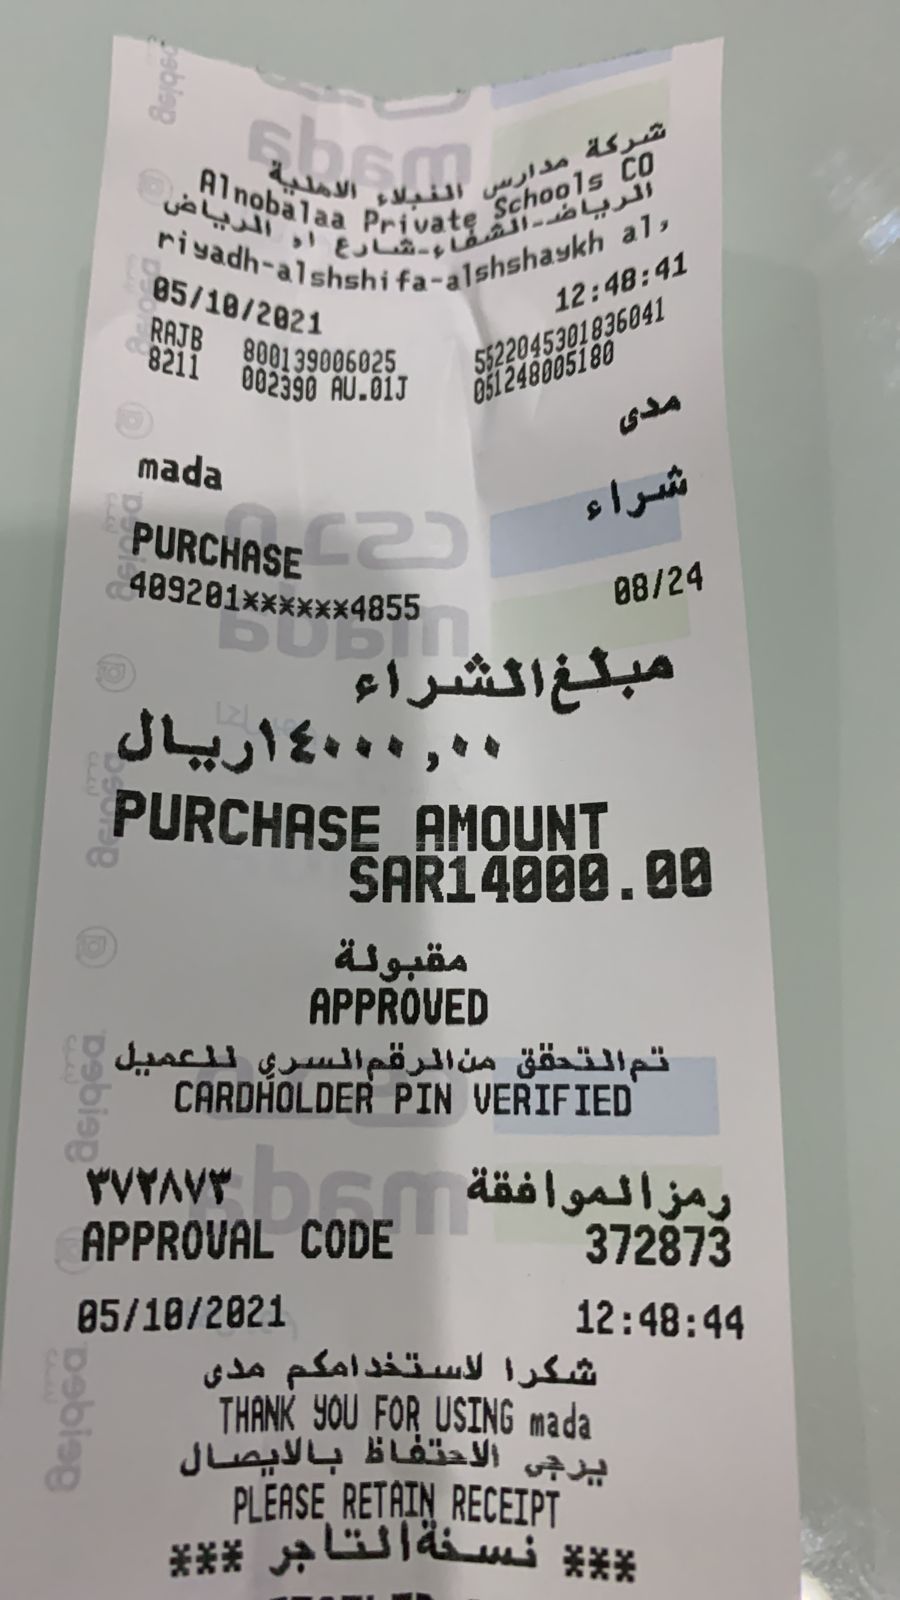 شركة مدارس النبلاء الاهلية
Alnobalaa Private Schools CO
الرياض-الشفاء-شارع ال الرياض
riyadh-alshshifa-alshshaykh al,
05/10/2021 12:48:41
RAJB 800139006025 5522045301836041
8211 002390 AU.01J 051248005180
مدى
mada
شراء
PURCHASE
409201******4855 08/24
مبلغ الشراء
١٤٠٠٠,٠٠ ريال
PURCHASE AMOUNT
SAR14000.00
مقبولة
APPROVED
تم التحقق من الرقم السري للعميل
CARDHOLDER PIN VERIFIED
رمز الموافقة ٣٧٢٨٧٣
APPROVAL CODE 372873
05/10/2021 12:48:44
شكرا لاستخدامكم مدى
THANK YOU FOR USING mada
يرجى الاحتفاظ بالايصال
PLEASE RETAIN RECEIPT
*** نسخة التاجر ***